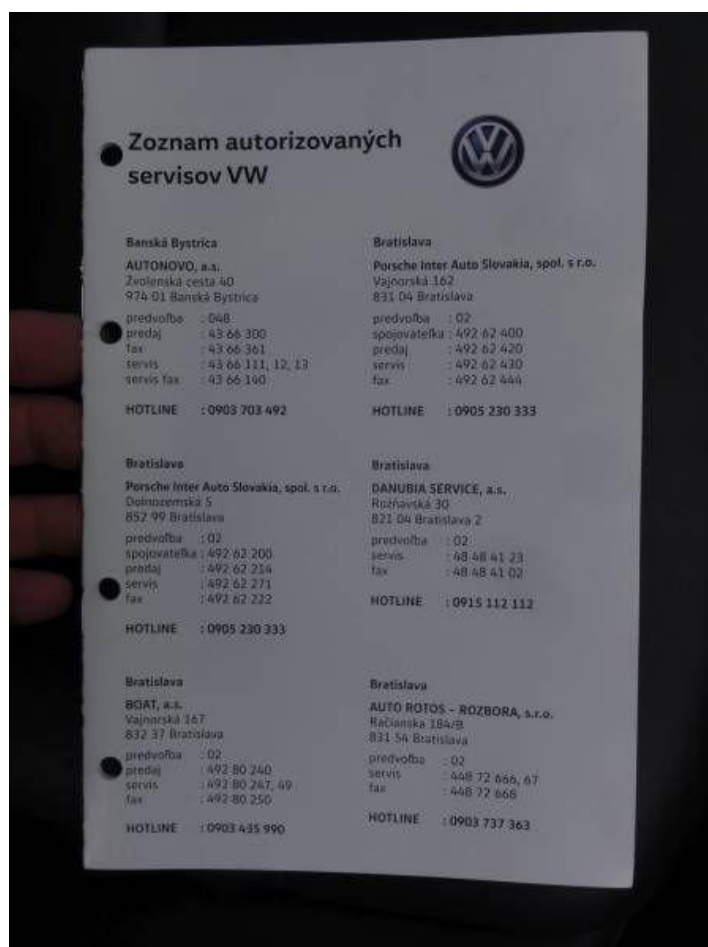 Zoznam autorizovaných
servisov VW
Banská Bystrica
AUTONOVO, a.s.
Zvolenská cesta 40
974 01 Banská Bystrica
predvoľba : 048
predaj : 43 66 300
fax : 43 66 361
servis : 43 66 111, 12, 13
servis fax : 43 66 140
HOTLINE : 0903 703 492
Bratislava
Porsche Inter Auto Slovakia, spol. s r.o.
Vajnorská 162
831 04 Bratislava
predvoľba : 02
spojovateľka : 492 62 400
predaj : 492 62 420
servis : 492 62 430
fax : 492 62 444
HOTLINE : 0905 230 333
Bratislava
Porsche Inter Auto Slovakia, spol. s r.o.
Dolnozemská 5
852 99 Bratislava
predvoľba : 02
spojovateľka : 492 62 200
predaj : 492 62 214
servis : 492 62 271
fax : 492 62 222
HOTLINE : 0905 230 333
Bratislava
DANUBIA SERVICE, a.s.
Rožňavská 30
821 04 Bratislava 2
predvoľba : 02
servis : 48 48 41 23
fax : 48 48 41 02
HOTLINE : 0915 112 112
Bratislava
BOAT, a.s.
Vajnorská 167
832 37 Bratislava
predvoľba : 02
predaj : 492 80 240
servis : 492 80 247, 49
fax : 492 80 250
HOTLINE : 0903 435 990
Bratislava
AUTO ROTOS – ROZBORA, s.r.o.
Račianska 184/B
831 54 Bratislava
predvoľba : 02
servis : 448 72 666, 67
fax : 448 72 668
HOTLINE : 0903 737 363